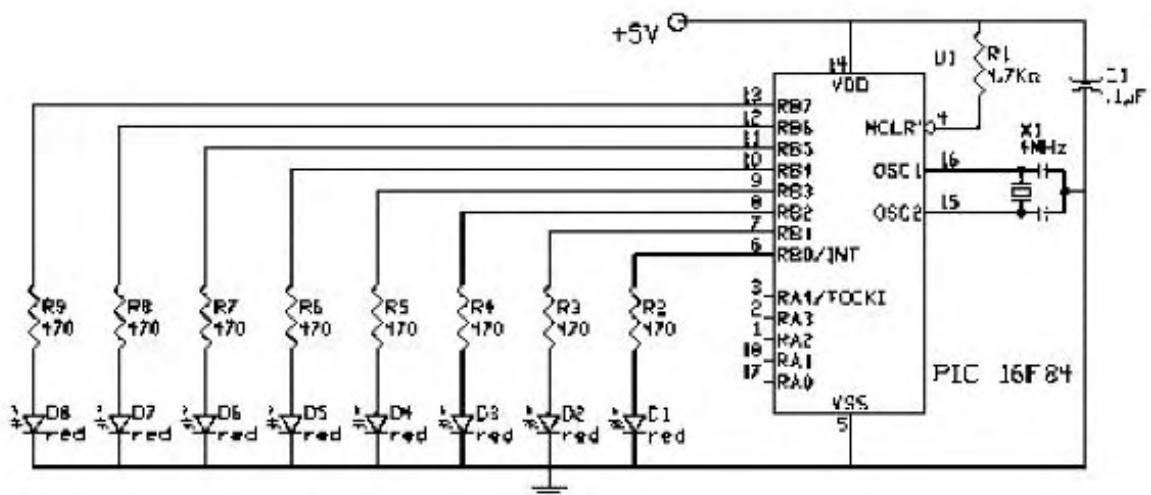 +5V
U1
R1
4.7KΩ
C1
.1µF
14
VDD
13 RB7
12 RB6
11 RB5
10 RB4
9 RB3
8 RB2
7 RB1
6 RB0/INT
MCLR' 4
X1
4MHz
OSC1 16
OSC2 15
3 RA4/TOCKI
2 RA3
1 RA2
18 RA1
17 RA0
VSS
5
PIC 16F84
R9 R8 R7 R6 R5 R4 R3 R2
470 470 470 470 470 470 470 470
D8 D7 D6 D5 D4 D3 D2 D1
red red red red red red red red